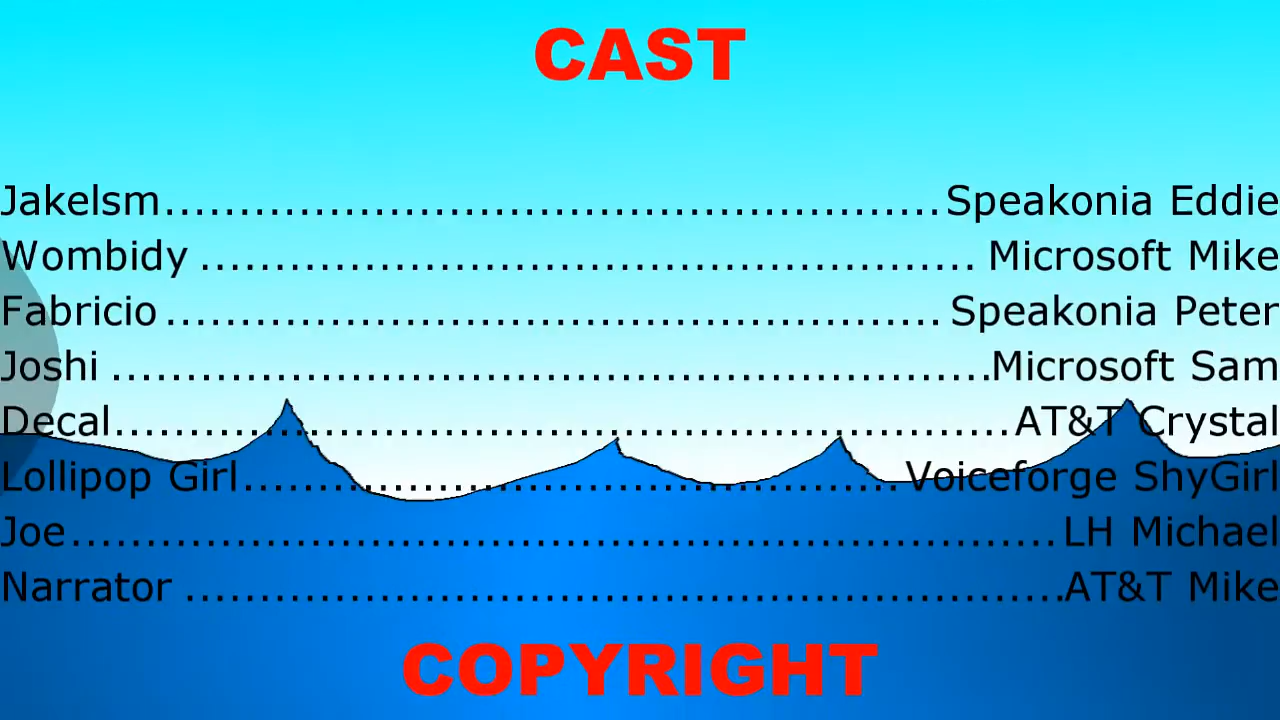 CAST
Jakelsm....................................................Speakonia Eddie
Wombidy ....................................................Microsoft Mike
Fabricio ....................................................Speakonia Peter
Joshi ...........................................................Microsoft Sam
Decal............................................................AT&T Crystal
Lollipop Girl............................................Voiceforge ShyGirl
Joe..................................................................LH Michael
Narrator ...........................................................AT&T Mike
COPYRIGHT